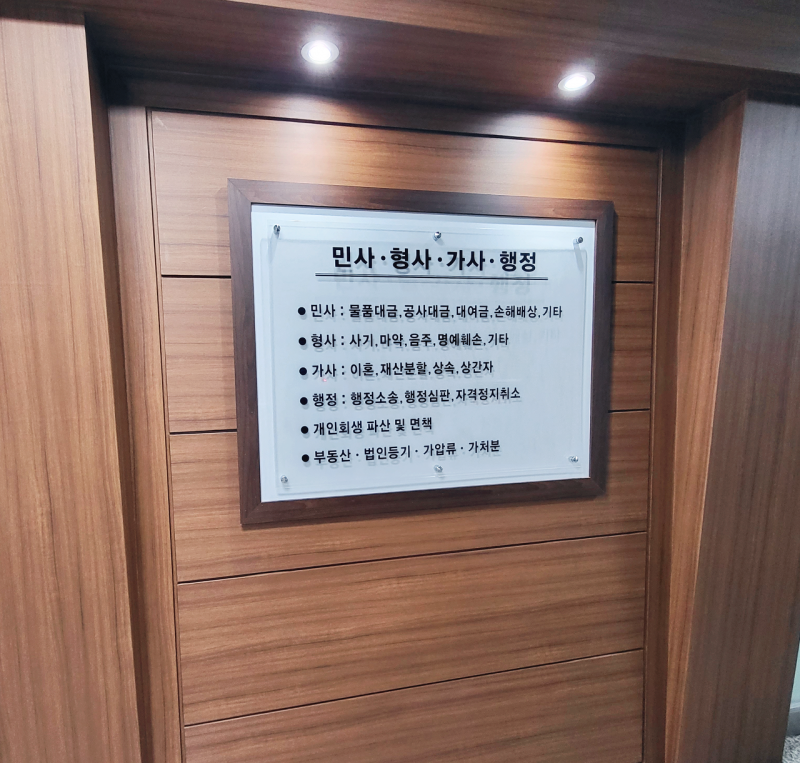 민사·형사·가사·행정
● 민사 : 물품대금,공사대금,대여금,손해배상,기타
● 형사 : 사기,마약,음주,명예훼손,기타
● 가사 : 이혼,재산분할,상속,상간자
● 행정 : 행정소송,행정심판,자격정지취소
● 개인회생 파산 및 면책
● 부동산 · 법인등기 · 가압류 · 가처분